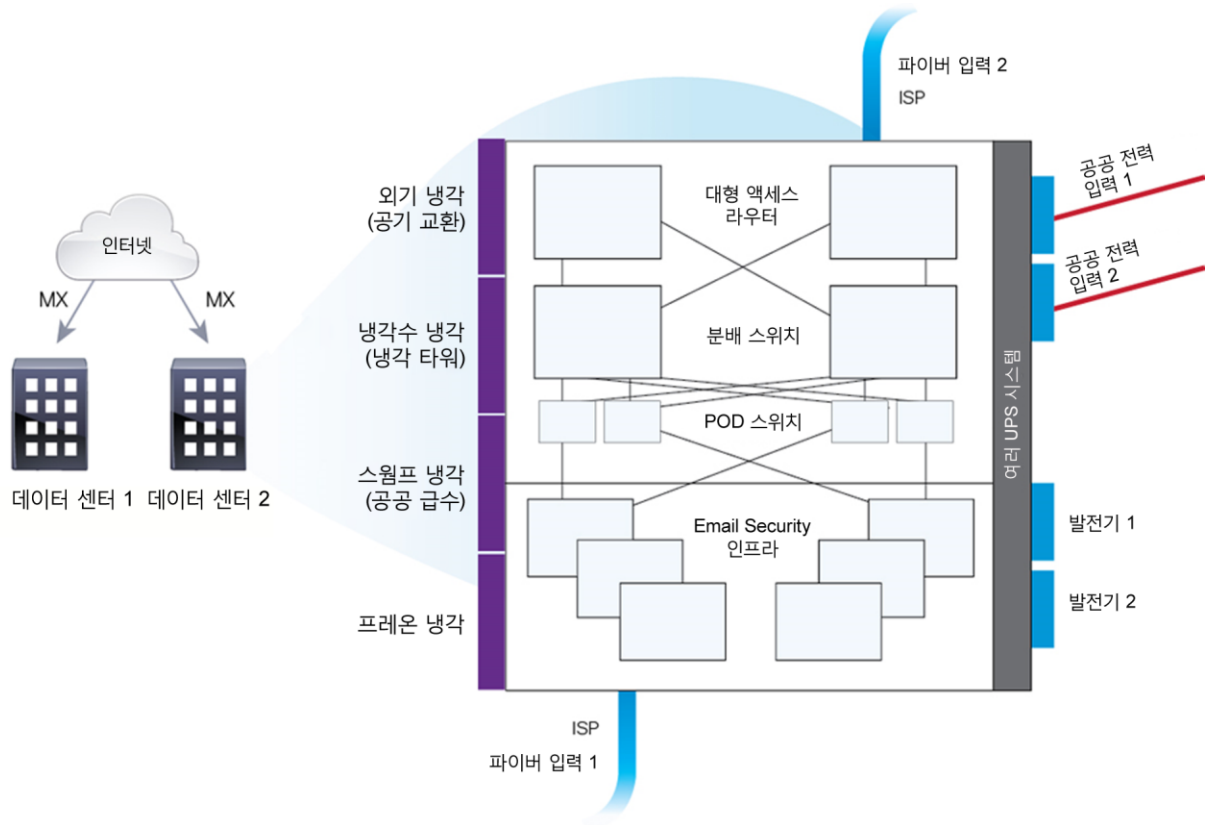 파이버 입력 2
ISP
공공 전력
입력 1
외기 냉각
(공기 교환)
대형 액세스
라우터
인터넷
공공 전력
입력 2
MX
MX
냉각수 냉각
(냉각 타워)
분배 스위치
여러 UPS 시스템
POD 스위치
데이터 센터 1
데이터 센터 2
스웜프 냉각
(공공 급수)
Email Security
인프라
발전기 1
발전기 2
프레온 냉각
ISP
파이버 입력 1